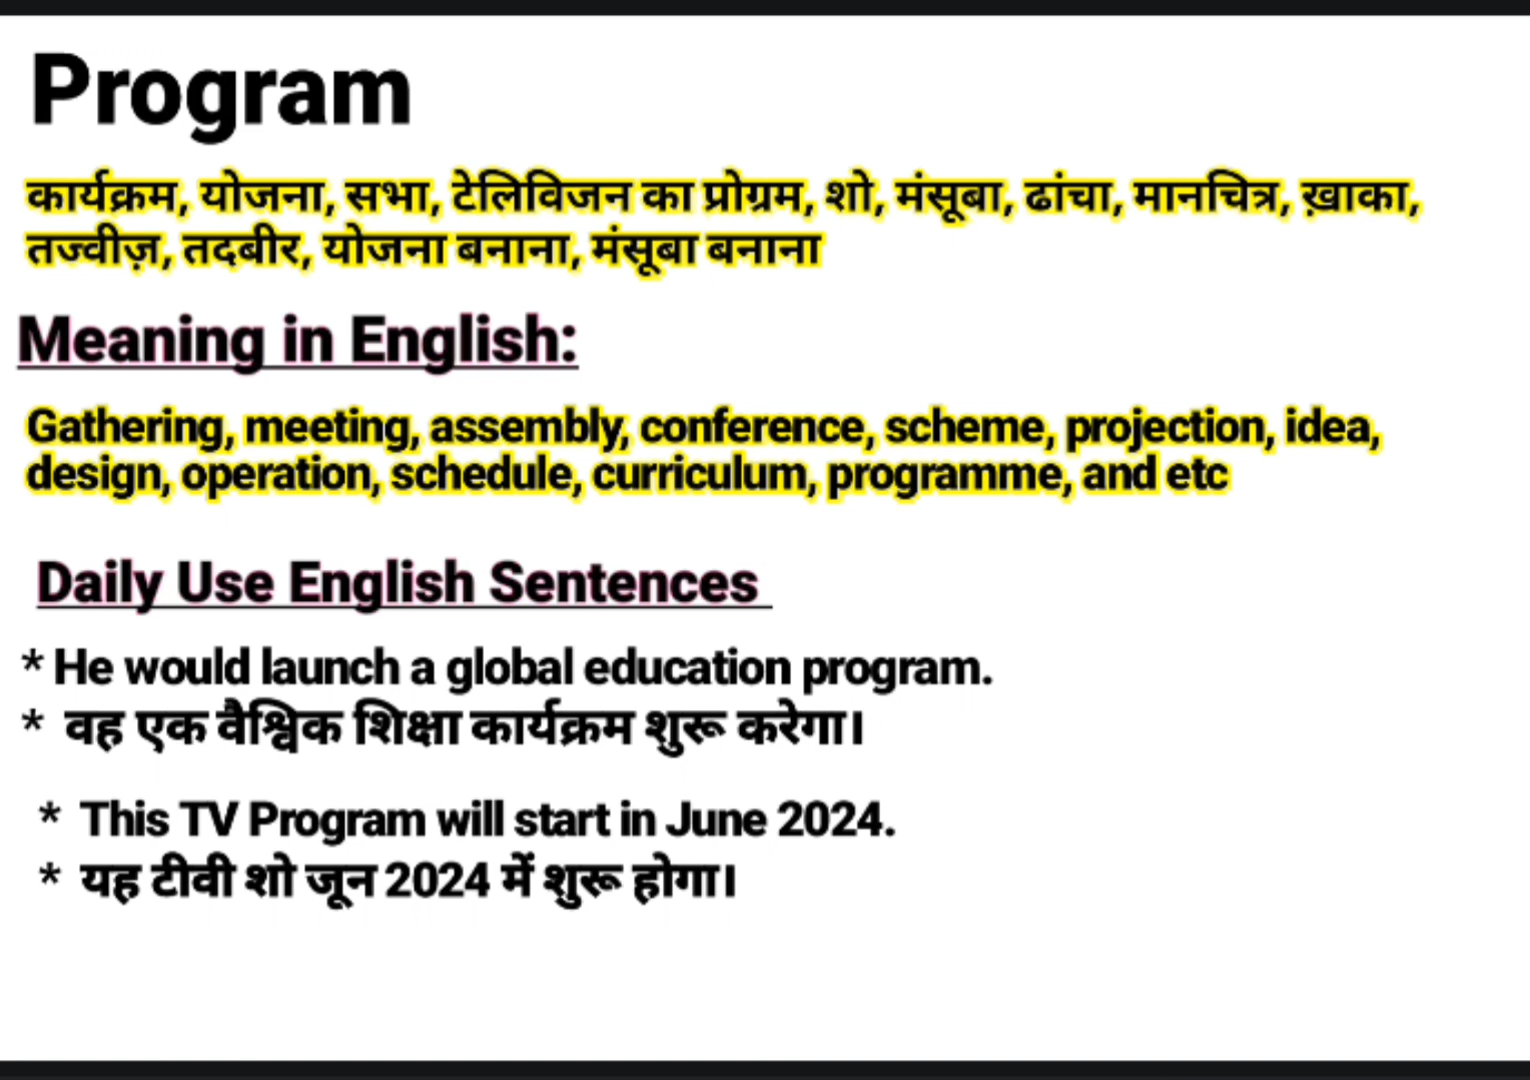 Program
कार्यक्रम, योजना, सभा, टेलिविजन का प्रोग्रम, शो, मंसूबा, ढांचा, मानचित्र, ख़ाका,
तज्वीज़, तदबीर, योजना बनाना, मंसूबा बनाना
Meaning in English:
Gathering, meeting, assembly, conference, scheme, projection, idea,
design, operation, schedule, curriculum, programme, and etc
Daily Use English Sentences
* He would launch a global education program.
* वह एक वैश्विक शिक्षा कार्यक्रम शुरू करेगा।
* This TV Program will start in June 2024.
* यह टीवी शो जून 2024 में शुरू होगा।